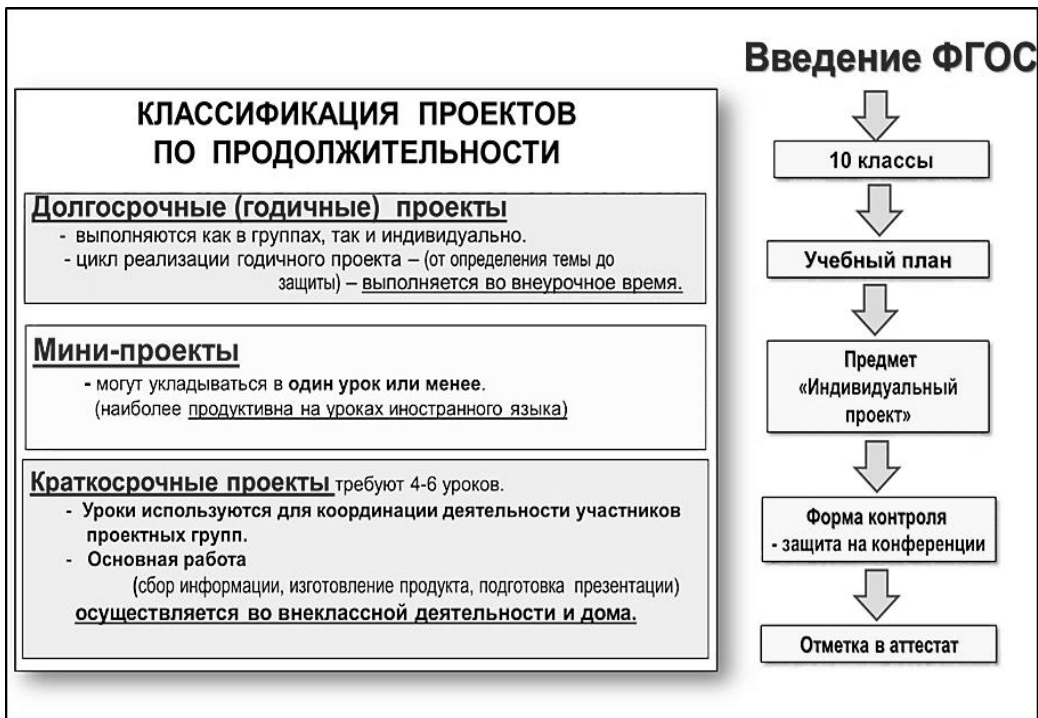 Введение ФГОС
КЛАССИФИКАЦИЯ ПРОЕКТОВ
ПО ПРОДОЛЖИТЕЛЬНОСТИ
Долгосрочные (годичные) проекты
- выполняются как в группах, так и индивидуально.
- цикл реализации годичного проекта – (от определения темы до
защиты) – выполняется во внеурочное время.
Мини-проекты
- могут укладываться в один урок или менее.
(наиболее продуктивна на уроках иностранного языка)
Краткосрочные проекты требуют 4-6 уроков.
- Уроки используются для координации деятельности участников
проектных групп.
- Основная работа
(сбор информации, изготовление продукта, подготовка презентации)
осуществляется во внеклассной деятельности и дома.
10 классы
Учебный план
Предмет
«Индивидуальный
проект»
Форма контроля
- защита на конференции
Отметка в аттестат